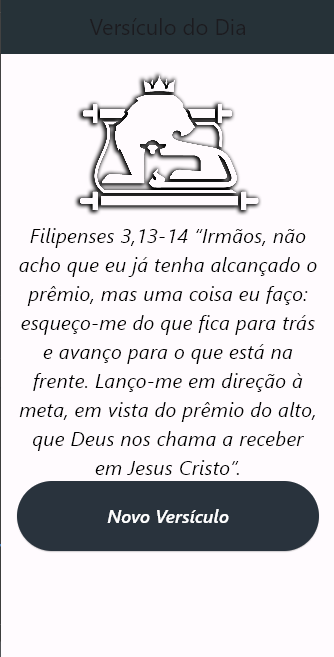 Versículo do Dia
Filipenses 3,13-14 “Irmãos, não
acho que eu já tenha alcançado o
prêmio, mas uma coisa eu faço:
esqueço-me do que fica para trás
e avanço para o que está na
frente. Lanço-me em direção à
meta, em vista do prêmio do alto,
que Deus nos chama a receber
em Jesus Cristo”.
Novo Versículo